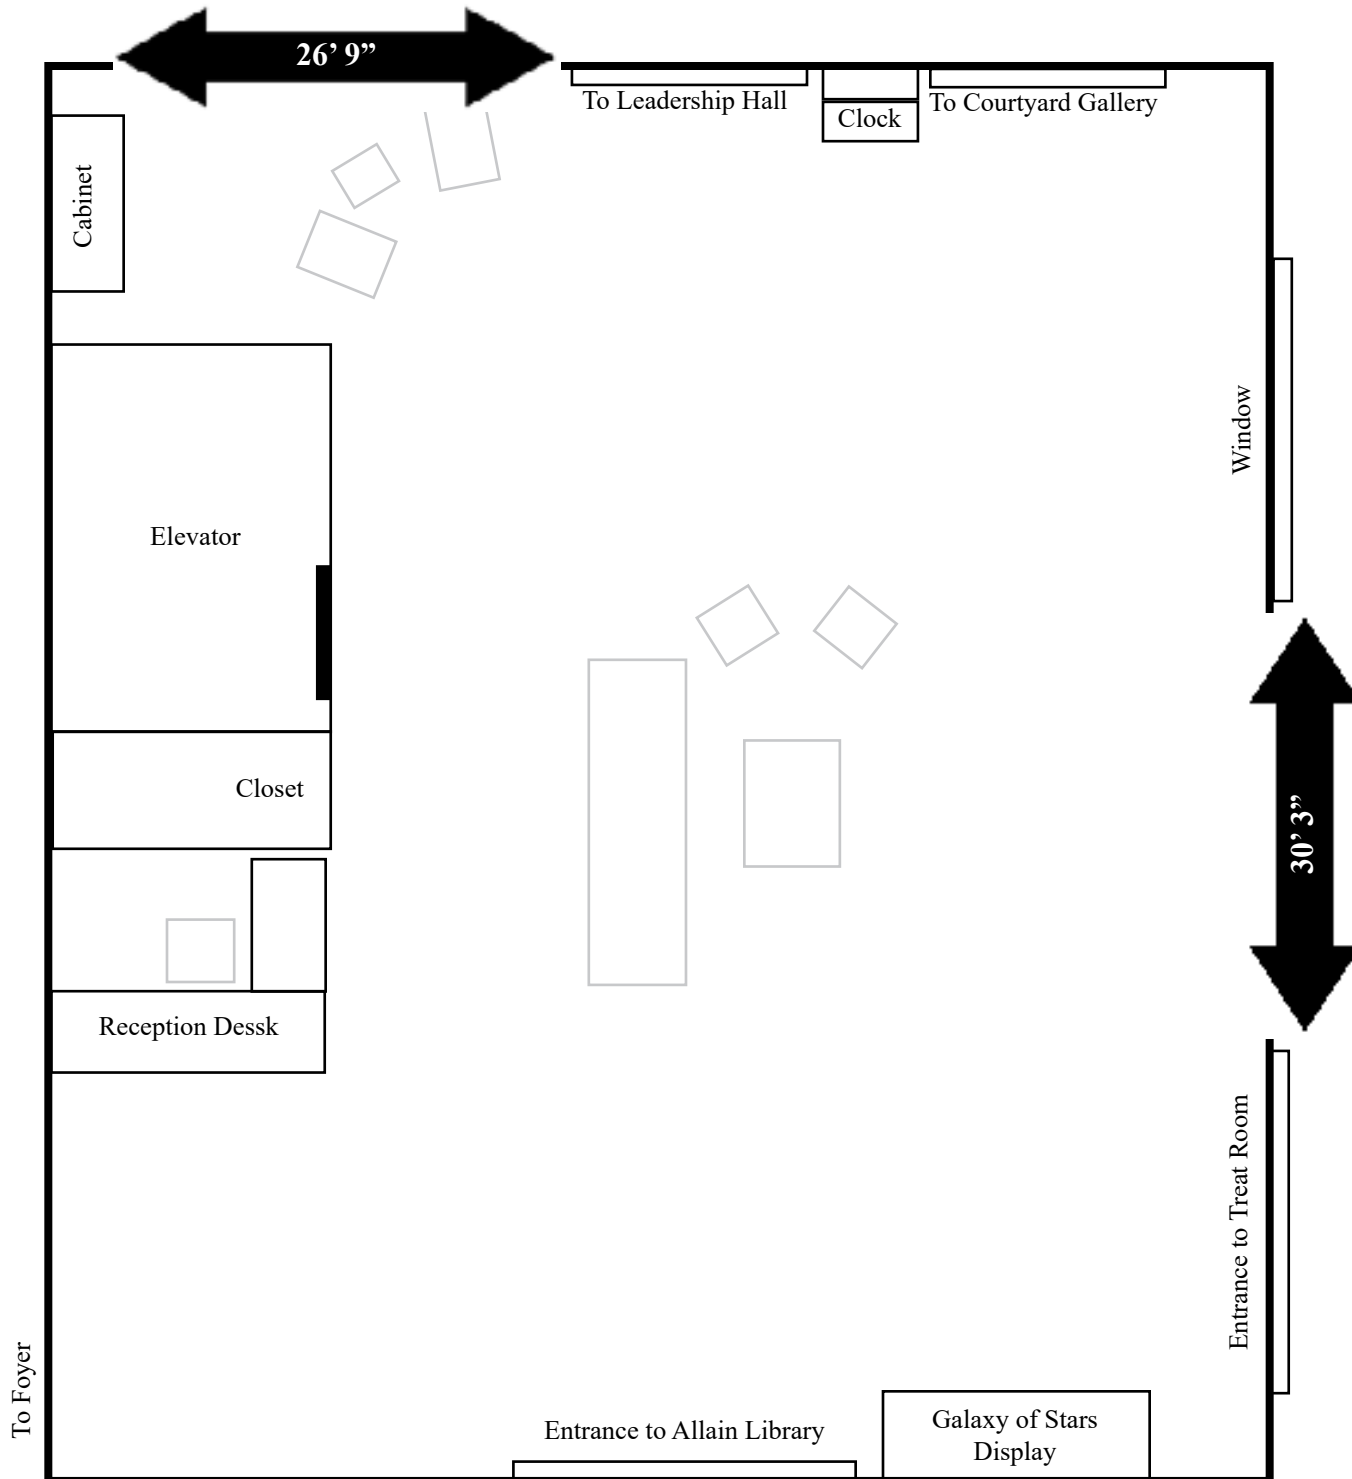 26’ 9”
To Leadership Hall
Clock
To Courtyard Gallery
Cabinet
Window
Elevator
Closet
30’ 3”
Reception Dessk
Entrance to Treat Room
To Foyer
Entrance to Allain Library
Galaxy of Stars
Display